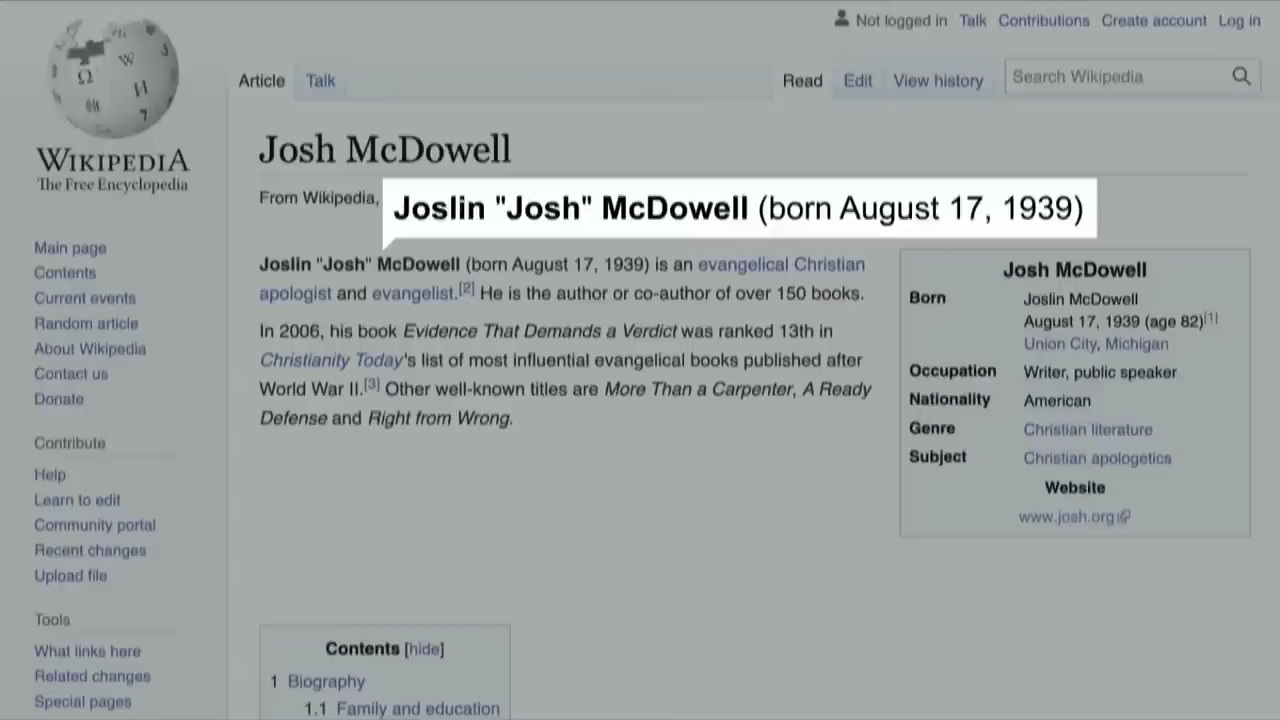 Not logged in Talk Contributions Create account Log in
Article Talk Read Edit View history Search Wikipedia
WIKIPEDIA
The Free Encyclopedia
Main page
Contents
Current events
Random article
About Wikipedia
Contact us
Donate
Contribute
Help
Learn to edit
Community portal
Recent changes
Upload file
Tools
What links here
Related changes
Special pages
Josh McDowell
From Wikipedia,
Joslin "Josh" McDowell (born August 17, 1939)
Joslin "Josh" McDowell (born August 17, 1939) is an evangelical Christian
apologist and evangelist.[2] He is the author or co-author of over 150 books.
In 2006, his book Evidence That Demands a Verdict was ranked 13th in
Christianity Today's list of most influential evangelical books published after
World War II.[3] Other well-known titles are More Than a Carpenter, A Ready
Defense and Right from Wrong.
Josh McDowell
Born Joslin McDowell
August 17, 1939 (age 82)[1]
Union City, Michigan
Occupation Writer, public speaker
Nationality American
Genre Christian literature
Subject Christian apologetics
Website
www.josh.org
Contents [hide]
1 Biography
1.1 Family and education